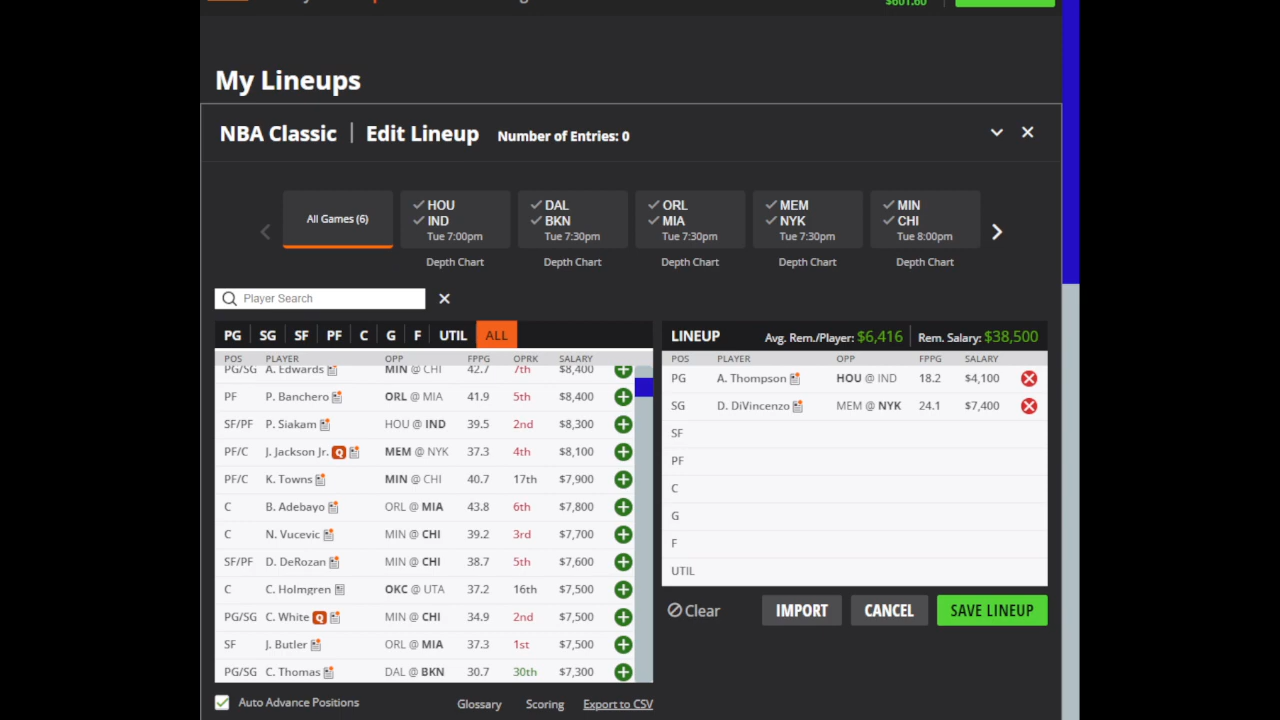 $601.60
My Lineups
NBA Classic | Edit Lineup Number of Entries: 0
All Games (6)
HOU
IND
Tue 7:00pm
Depth Chart
DAL
BKN
Tue 7:30pm
Depth Chart
ORL
MIA
Tue 7:30pm
Depth Chart
MEM
NYK
Tue 7:30pm
Depth Chart
MIN
CHI
Tue 8:00pm
Depth Chart
Player Search
PG SG SF PF C G F UTIL ALL
POS PLAYER OPP FPPG OPRK SALARY
PG/SG A. Edwards MIN @ CHI 42.7 7th $8,400
PF P. Banchero ORL @ MIA 41.9 5th $8,400
SF/PF P. Siakam HOU @ IND 39.5 2nd $8,300
PF/C J. Jackson Jr. Q MEM @ NYK 37.3 4th $8,100
PF/C K. Towns MIN @ CHI 40.7 17th $7,900
C B. Adebayo ORL @ MIA 43.8 6th $7,800
C N. Vucevic MIN @ CHI 39.2 3rd $7,700
SF/PF D. DeRozan MIN @ CHI 38.7 5th $7,600
C C. Holmgren OKC @ UTA 37.2 16th $7,500
PG/SG C. White Q MIN @ CHI 34.9 2nd $7,500
SF J. Butler ORL @ MIA 37.3 1st $7,500
PG/SG C. Thomas DAL @ BKN 30.7 30th $7,300
Auto Advance Positions Glossary Scoring Export to CSV
LINEUP Avg. Rem./Player: $6,416 Rem. Salary: $38,500
POS PLAYER OPP FPPG SALARY
PG A. Thompson HOU @ IND 18.2 $4,100
SG D. DiVincenzo MEM @ NYK 24.1 $7,400
SF
PF
C
G
F
UTIL
Clear IMPORT CANCEL SAVE LINEUP